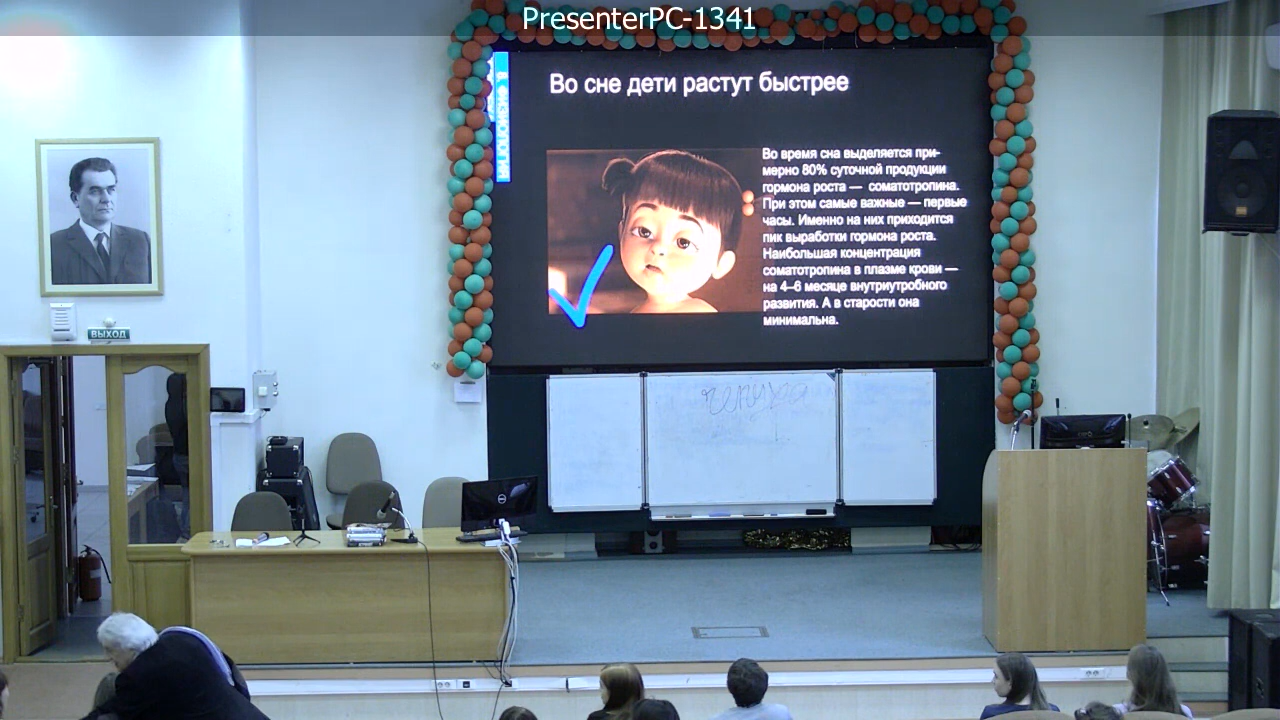 PresenterPC-1341
Во сне дети растут быстрее
Во время сна выделяется при-
мерно 80% суточной продукции
гормона роста — соматотропина.
При этом самые важные — первые
часы. Именно на них приходится
пик выработки гормона роста.
Наибольшая концентрация
соматотропина в плазме крови —
на 4–6 месяце внутриутробного
развития. А в старости она
минимальна.
ВЫХОД
DELL